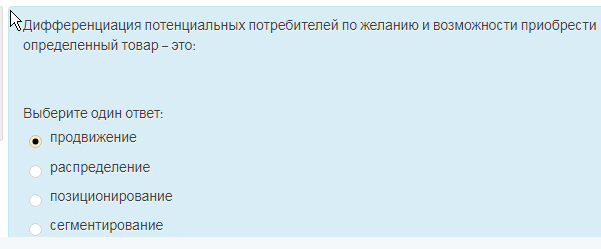 Дифференциация потенциальных потребителей по желанию и возможности приобрести
определенный товар – это:
Выберите один ответ:
продвижение
распределение
позиционирование
сегментирование